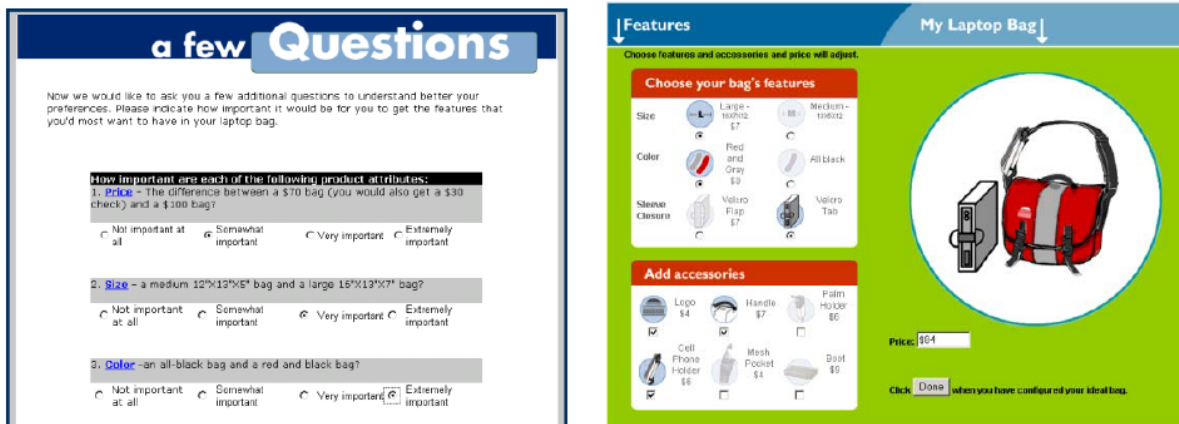 a few Questions
Now we would like to ask you a few additional questions to understand better your
preferences. Please indicate how important it would be for you to get the features that
you'd most want to have in your laptop bag.
How important are each of the following product attributes:
1. Price - The difference between a $70 bag (you would also get a $30
check) and a $100 bag?
Not important at all
Somewhat important
Very important
Extremely important
2. Size - a medium 12"X13"X5" bag and a large 15"X13"X7" bag?
Not important at all
Somewhat important
Very important
Extremely important
3. Color -an all-black bag and a red and black bag?
Not important at all
Somewhat important
Very important
Extremely important
Features
My Laptop Bag
Choose features and accessories and price will adjust.
Choose your bag's features
Size
Large -
$7
Medium -
Color
Red and Gray
All black
Sleeve Closure
Velcro Flap
$7
Velcro Tab
Add accessories
Logo
$4
Handle
$7
Palm Holder
$6
Cell Phone Holder
$6
Mesh Pocket
$4
Boot
$9
Price: $84
Click Done when you have configured your ideal bag.